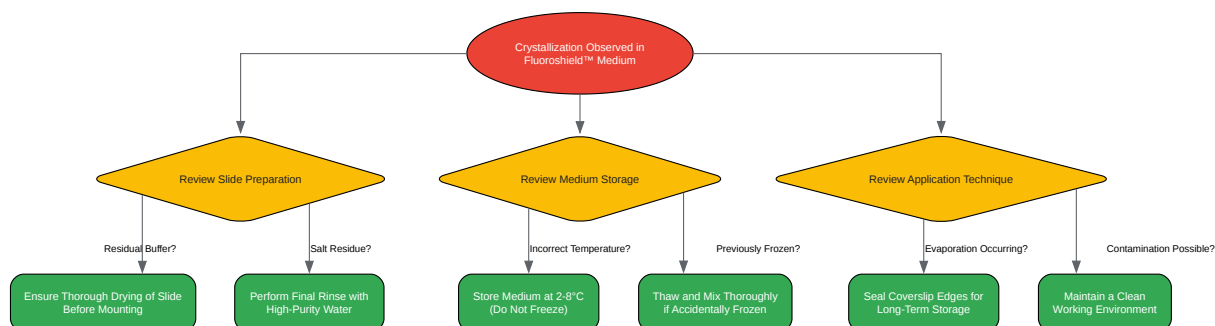 Crystallization Observed in
Fluoroshield™ Medium
Review Slide Preparation
Review Medium Storage
Review Application Technique
Residual Buffer?
Salt Residue?
Incorrect Temperature?
Previously Frozen?
Evaporation Occurring?
Contamination Possible?
Ensure Thorough Drying of Slide
Before Mounting
Perform Final Rinse with
High-Purity Water
Store Medium at 2-8°C
(Do Not Freeze)
Thaw and Mix Thoroughly
if Accidentally Frozen
Seal Coverslip Edges for
Long-Term Storage
Maintain a Clean
Working Environment